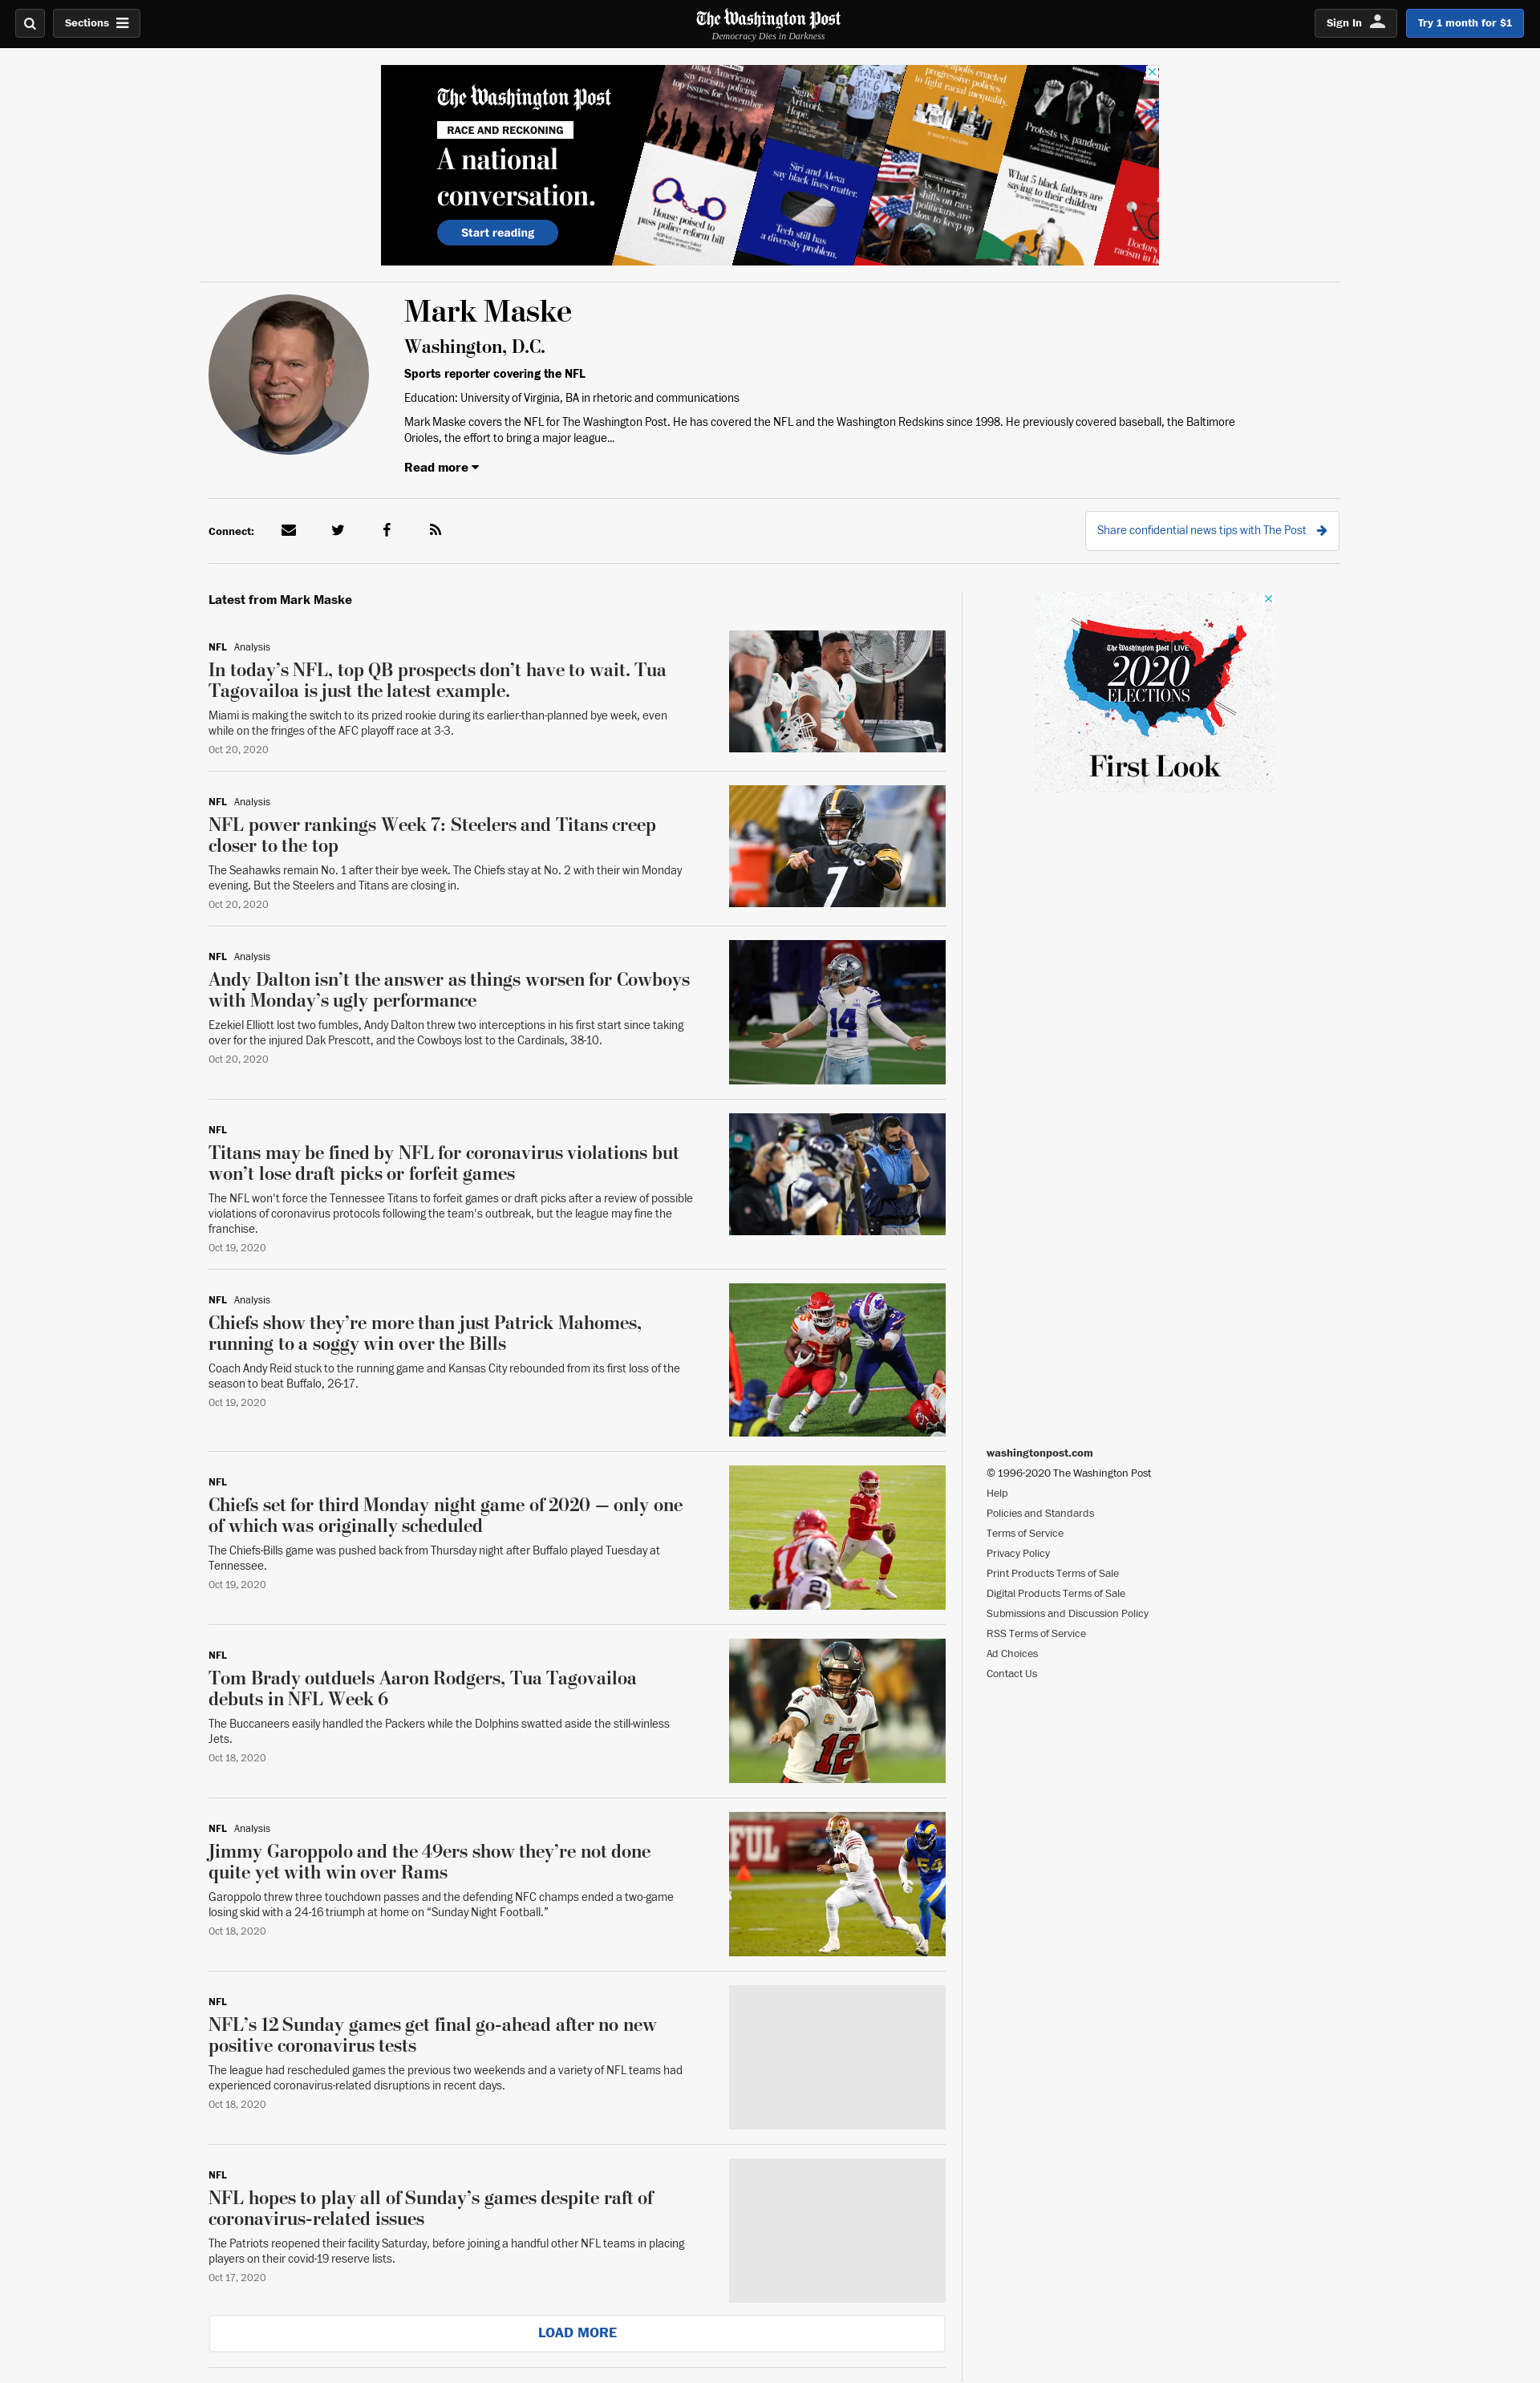 Sections
The Washington Post
Democracy Dies in Darkness
Sign In
Try 1 month for $1
The Washington Post
RACE AND RECKONING
A national
conversation.
Start reading
black Americans
say racism, policing
top issues for November
House poised to
pass police reform bill
Signs.
Artwork.
Hope.
Siri and Alexa
say black lives matter.
Tech still has
a diversity problem.
progressive policies
to fight racial inequality.
As America
shifts on race,
politicians are
slow to keep up
Protests vs. pandemic
What 5 black fathers are
saying to their children
Doctors
racism in
Mark Maske
Washington, D.C.
Sports reporter covering the NFL
Education: University of Virginia, BA in rhetoric and communications
Mark Maske covers the NFL for The Washington Post. He has covered the NFL and the Washington Redskins since 1998. He previously covered baseball, the Baltimore
Orioles, the effort to bring a major league...
Read more
Connect:
Share confidential news tips with The Post
Latest from Mark Maske
NFL Analysis
In today’s NFL, top QB prospects don’t have to wait. Tua
Tagovailoa is just the latest example.
Miami is making the switch to its prized rookie during its earlier-than-planned bye week, even
while on the fringes of the AFC playoff race at 3-3.
Oct 20, 2020
The Washington Post LIVE
2020
ELECTIONS
First Look
NFL Analysis
NFL power rankings Week 7: Steelers and Titans creep
closer to the top
The Seahawks remain No. 1 after their bye week. The Chiefs stay at No. 2 with their win Monday
evening. But the Steelers and Titans are closing in.
Oct 20, 2020
7
NFL Analysis
Andy Dalton isn’t the answer as things worsen for Cowboys
with Monday’s ugly performance
Ezekiel Elliott lost two fumbles, Andy Dalton threw two interceptions in his first start since taking
over for the injured Dak Prescott, and the Cowboys lost to the Cardinals, 38-10.
Oct 20, 2020
14
NFL
Titans may be fined by NFL for coronavirus violations but
won’t lose draft picks or forfeit games
The NFL won't force the Tennessee Titans to forfeit games or draft picks after a review of possible
violations of coronavirus protocols following the team's outbreak, but the league may fine the
franchise.
Oct 19, 2020
NFL Analysis
Chiefs show they’re more than just Patrick Mahomes,
running to a soggy win over the Bills
Coach Andy Reid stuck to the running game and Kansas City rebounded from its first loss of the
season to beat Buffalo, 26-17.
Oct 19, 2020
NFL
Chiefs set for third Monday night game of 2020 — only one
of which was originally scheduled
The Chiefs-Bills game was pushed back from Thursday night after Buffalo played Tuesday at
Tennessee.
Oct 19, 2020
washingtonpost.com
© 1996-2020 The Washington Post
Help
Policies and Standards
Terms of Service
Privacy Policy
Print Products Terms of Sale
Digital Products Terms of Sale
Submissions and Discussion Policy
RSS Terms of Service
Ad Choices
Contact Us
NFL
Tom Brady outduels Aaron Rodgers, Tua Tagovailoa
debuts in NFL Week 6
The Buccaneers easily handled the Packers while the Dolphins swatted aside the still-winless
Jets.
Oct 18, 2020
12
NFL Analysis
Jimmy Garoppolo and the 49ers show they’re not done
quite yet with win over Rams
Garoppolo threw three touchdown passes and the defending NFC champs ended a two-game
losing skid with a 24-16 triumph at home on “Sunday Night Football.”
Oct 18, 2020
54
NFL
NFL’s 12 Sunday games get final go-ahead after no new
positive coronavirus tests
The league had rescheduled games the previous two weekends and a variety of NFL teams had
experienced coronavirus-related disruptions in recent days.
Oct 18, 2020
NFL
NFL hopes to play all of Sunday’s games despite raft of
coronavirus-related issues
The Patriots reopened their facility Saturday, before joining a handful other NFL teams in placing
players on their covid-19 reserve lists.
Oct 17, 2020
LOAD MORE